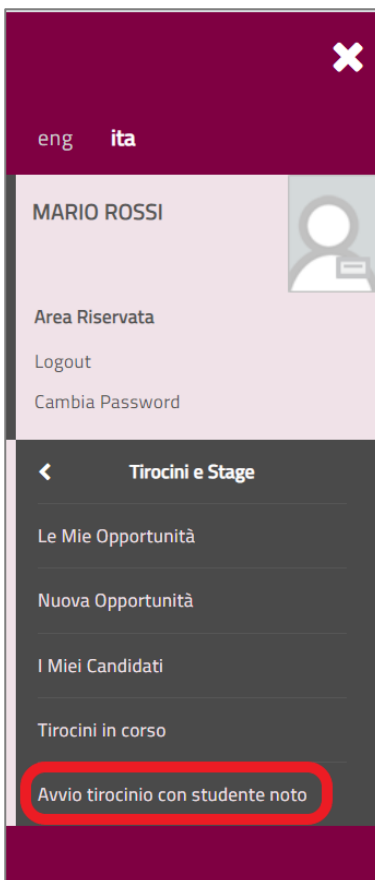 eng ita
MARIO ROSSI
Area Riservata
Logout
Cambia Password
Tirocini e Stage
Le Mie Opportunità
Nuova Opportunità
I Miei Candidati
Tirocini in corso
Avvio tirocinio con studente noto